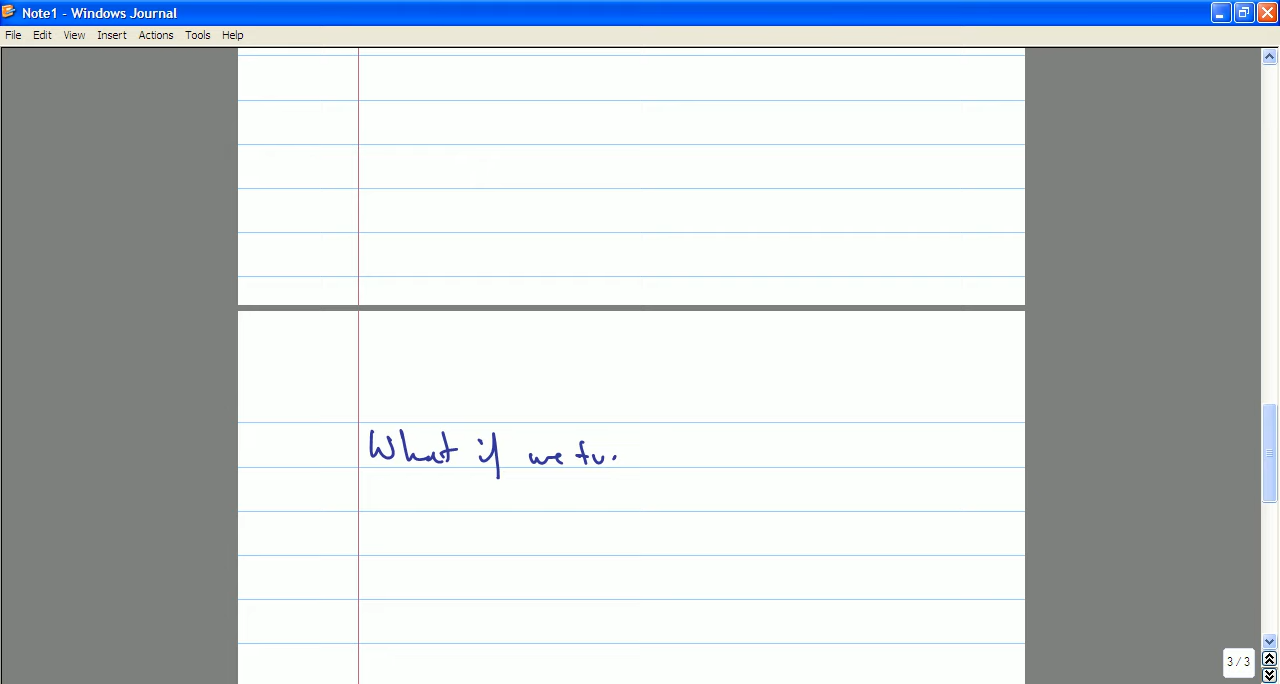 Note1 - Windows Journal
File Edit View Insert Actions Tools Help
What if we
3 / 3